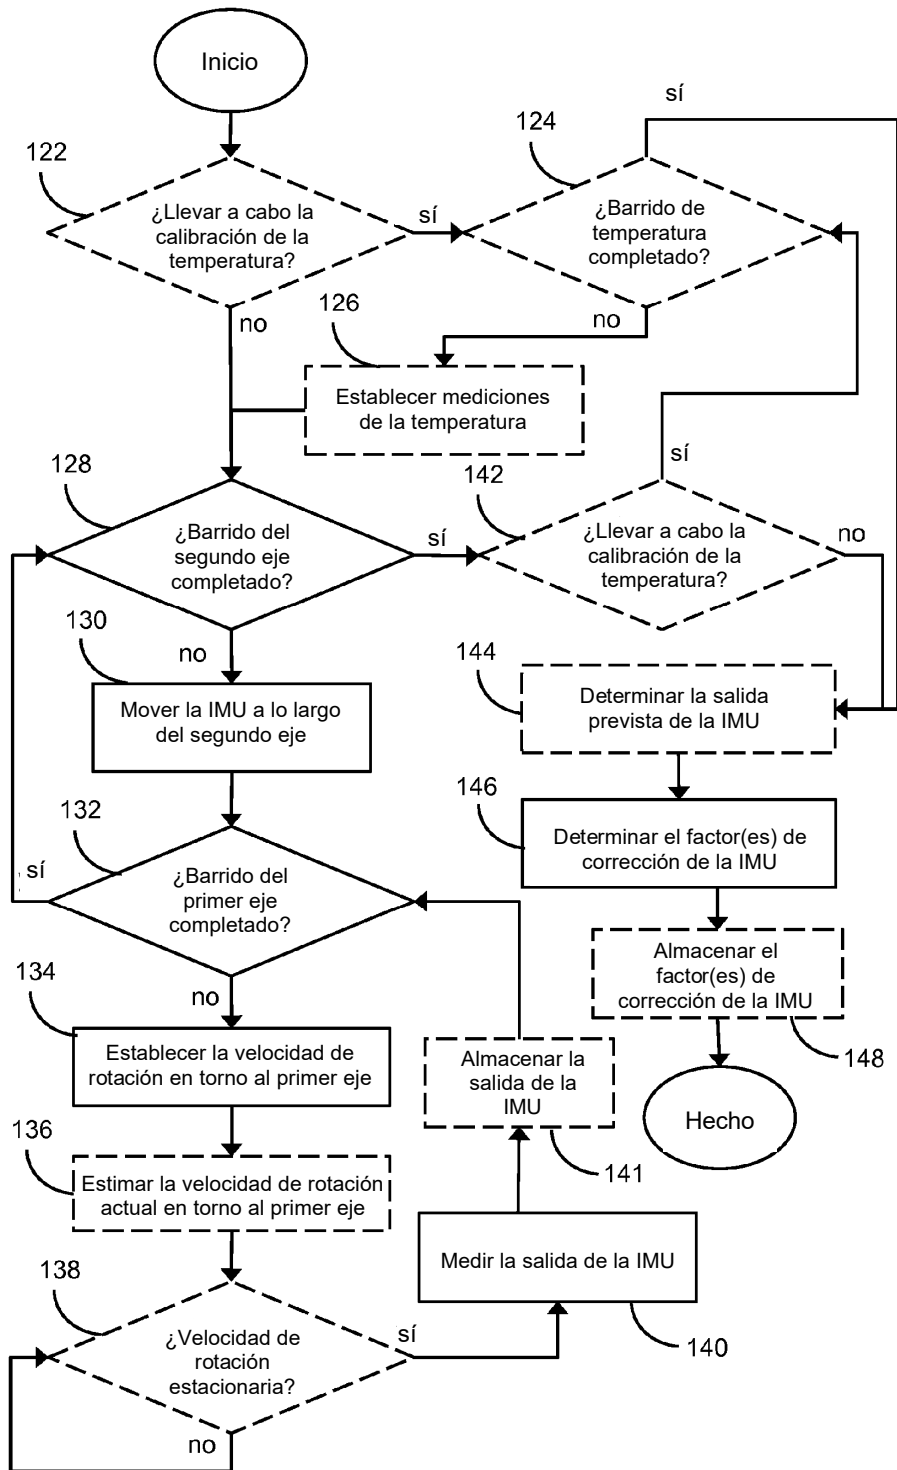 Inicio
sí
124
122
¿Llevar a cabo la
calibración de la
temperatura?
sí
¿Barrido de
temperatura
completado?
no
126
no
Establecer mediciones
de la temperatura
128
142
sí
¿Barrido del
segundo eje
completado?
sí
¿Llevar a cabo la
calibración de la
temperatura?
no
130
no
144
Mover la IMU a lo largo
del segundo eje
Determinar la salida
prevista de la IMU
132
146
sí
¿Barrido del
primer eje
completado?
Determinar el factor(es) de
corrección de la IMU
134
no
Almacenar el
factor(es) de
corrección de la IMU
148
Establecer la velocidad de
rotación en torno al primer eje
Almacenar la
salida de la
IMU
141
Hecho
136
Estimar la velocidad de rotación
actual en torno al primer eje
138
Medir la salida de la IMU
140
¿Velocidad de
rotación
estacionaria?
sí
no